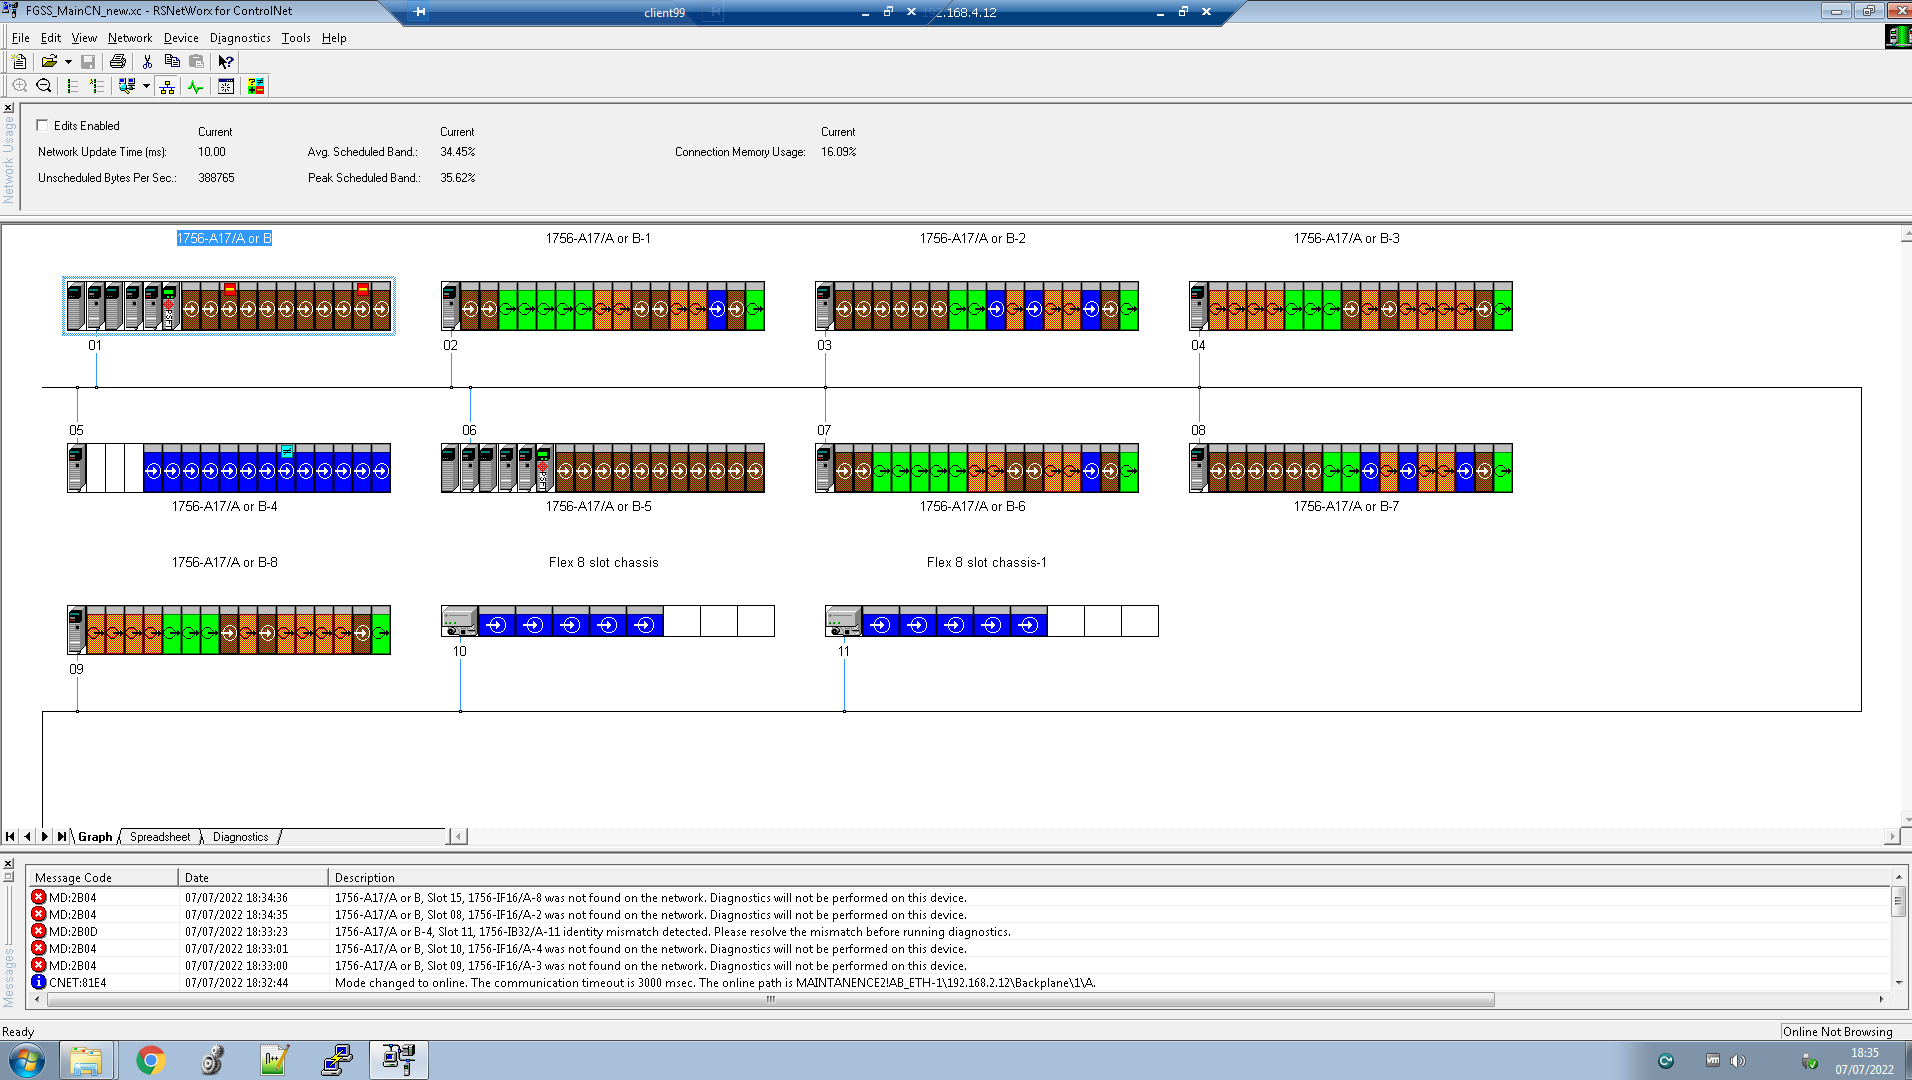 FGSS_MainCN_new.xc - RSNetWorx for ControlNet
client99
.168.4.12
File Edit View Network Device Diagnostics Tools Help
Network Usage
Edits Enabled
Current Current Current
Network Update Time (ms): 10.00 Avg. Scheduled Band.: 34.45% Connection Memory Usage: 16.09%
Unscheduled Bytes Per Sec.: 388765 Peak Scheduled Band.: 35.62%
1756-A17/A or B 1756-A17/A or B-1 1756-A17/A or B-2 1756-A17/A or B-3
01 02 03 04
05 06 07 08
1756-A17/A or B-4 1756-A17/A or B-5 1756-A17/A or B-6 1756-A17/A or B-7
1756-A17/A or B-8 Flex 8 slot chassis Flex 8 slot chassis-1
10 11
09
Graph Spreadsheet Diagnostics
Messages
Message Code Date Description
MD:2B04 07/07/2022 18:34:36 1756-A17/A or B, Slot 15, 1756-IF16/A-8 was not found on the network. Diagnostics will not be performed on this device.
MD:2B04 07/07/2022 18:34:35 1756-A17/A or B, Slot 08, 1756-IF16/A-2 was not found on the network. Diagnostics will not be performed on this device.
MD:2B0D 07/07/2022 18:33:23 1756-A17/A or B-4, Slot 11, 1756-IB32/A-11 identity mismatch detected. Please resolve the mismatch before running diagnostics.
MD:2B04 07/07/2022 18:33:01 1756-A17/A or B, Slot 10, 1756-IF16/A-4 was not found on the network. Diagnostics will not be performed on this device.
MD:2B04 07/07/2022 18:33:00 1756-A17/A or B, Slot 09, 1756-IF16/A-3 was not found on the network. Diagnostics will not be performed on this device.
CNET:81E4 07/07/2022 18:32:44 Mode changed to online. The communication timeout is 3000 msec. The online path is MAINTANENCE2!AB_ETH-1\192.168.2.12\Backplane\1\A.
Ready
Online Not Browsing
18:35
07/07/2022